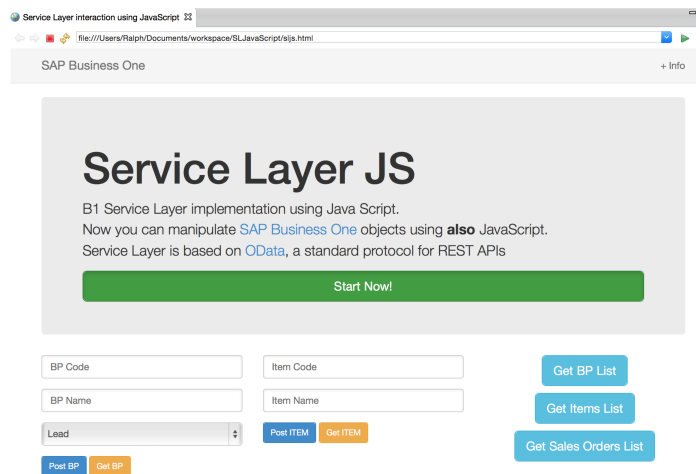 Service Layer interaction using JavaScript
file:///Users/Ralph/Documents/workspace/SLJavaScript/sljs.html
SAP Business One
+ Info
Service Layer JS
B1 Service Layer implementation using Java Script.
Now you can manipulate SAP Business One objects using also JavaScript.
Service Layer is based on OData, a standard protocol for REST APIs
Start Now!
BP Code
Item Code
Get BP List
BP Name
Item Name
Get Items List
Lead
Post ITEM
Get ITEM
Get Sales Orders List
Post BP
Get BP